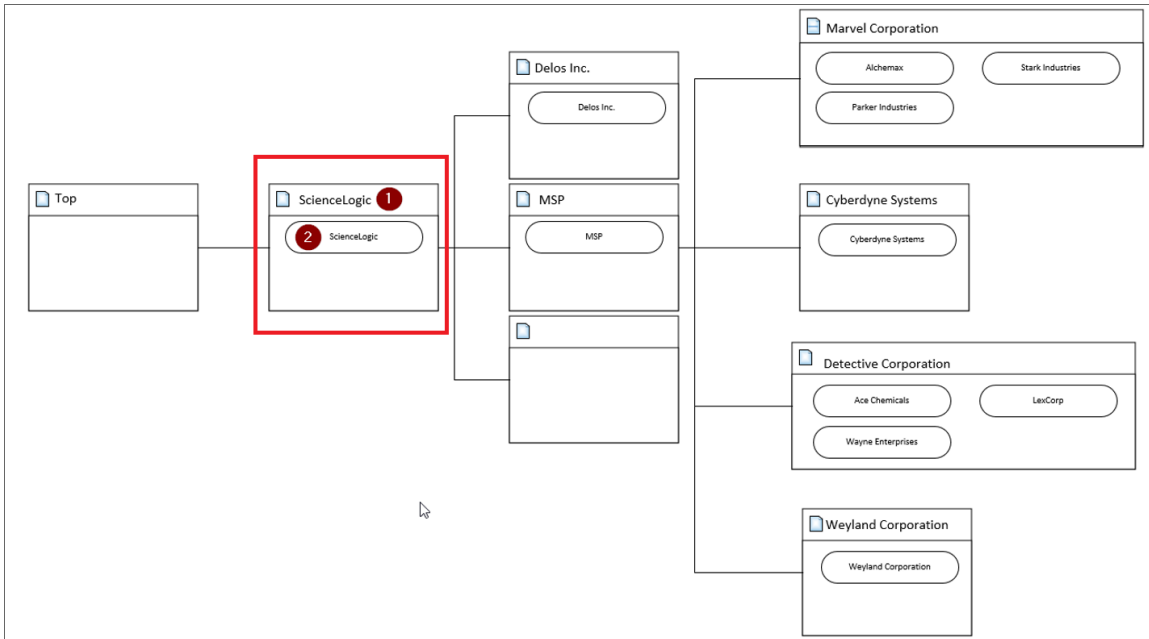 Top
ScienceLogic 1
2 ScienceLogic
Delos Inc.
Delos Inc.
MSP
MSP
Marvel Corporation
Alchemax
Stark Industries
Parker Industries
Cyberdyne Systems
Cyberdyne Systems
Detective Corporation
Ace Chemicals
LexCorp
Wayne Enterprises
Weyland Corporation
Weyland Corporation